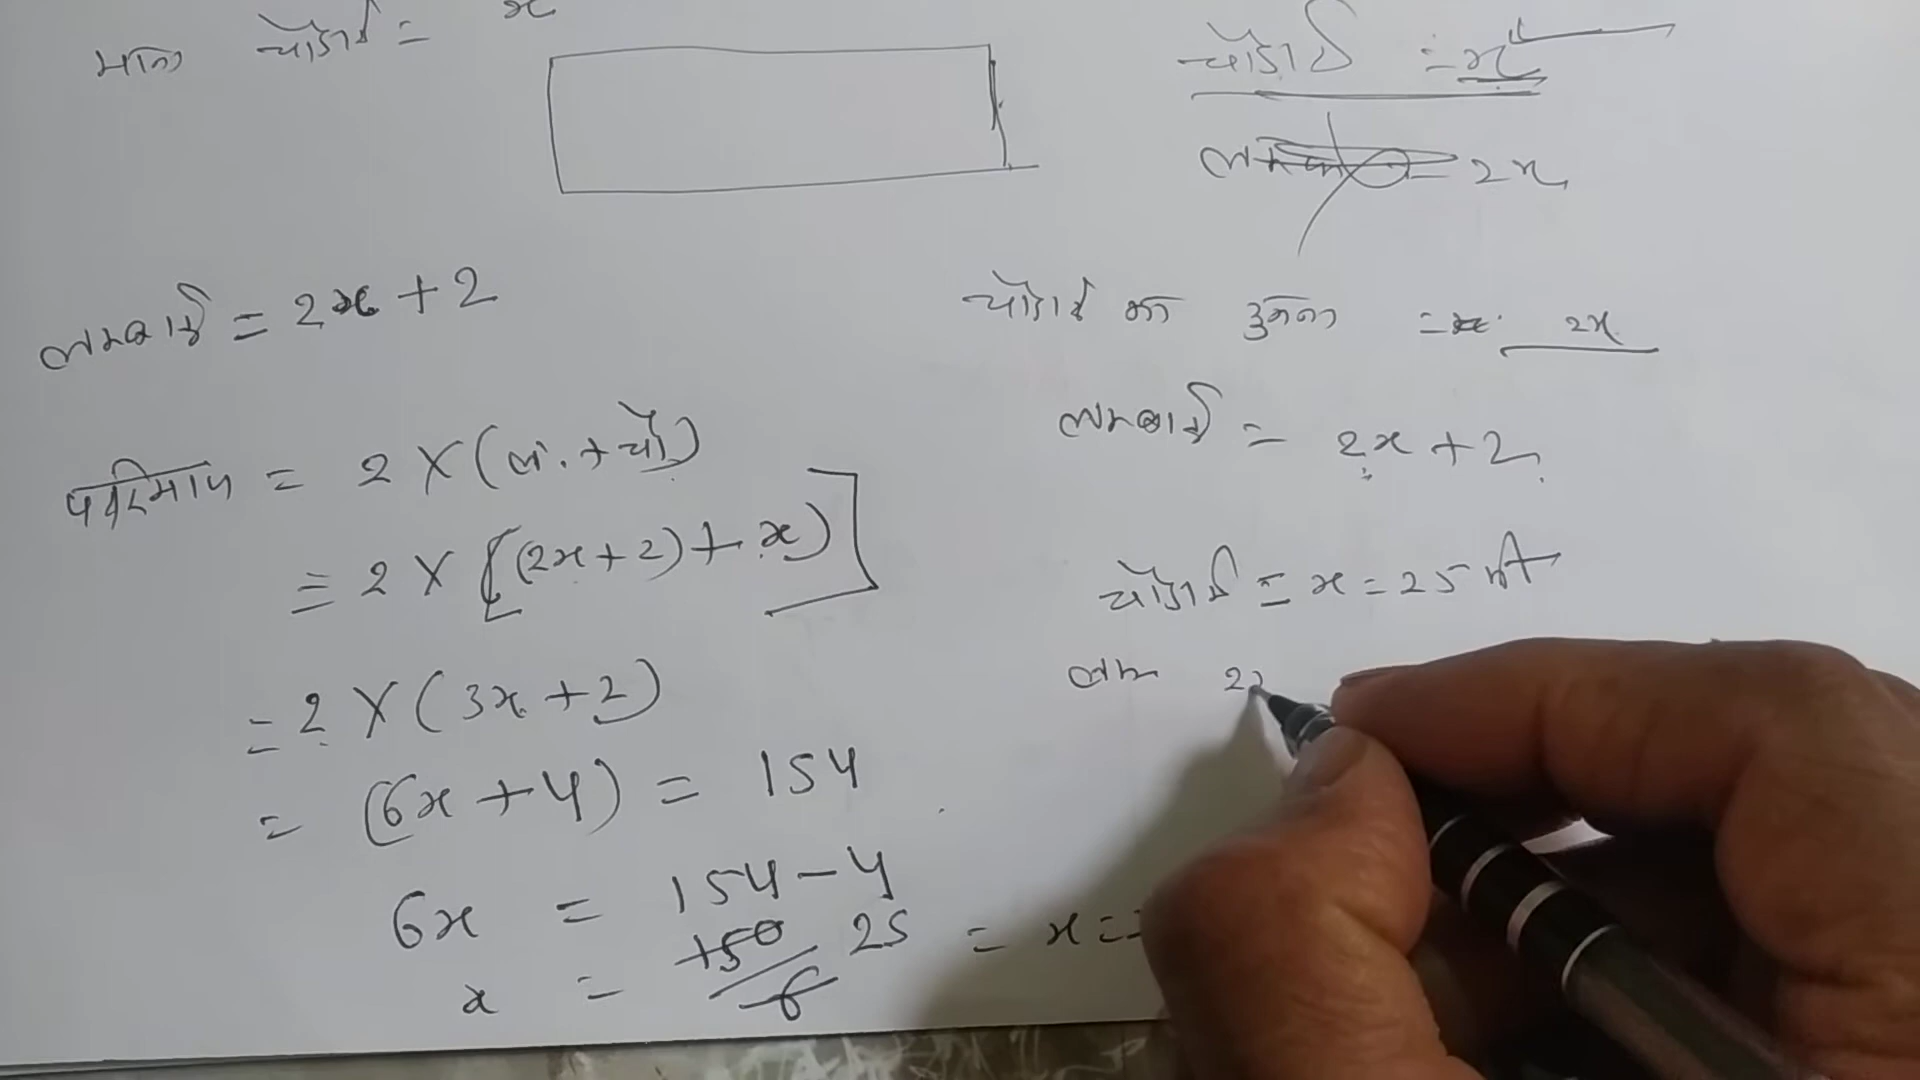 माना चौड़ाई = x
चौड़ाई = x
= 2x
लम्बाई = 2x + 2
चौड़ाई का दुगना = 2x
लम्बाई = 2x + 2
परिमाप = 2 X (लं. + चौ)
= 2 X [(2x + 2) + x)]
चौड़ाई = x = 25 मी
= 2 X (3x + 2)
लम 2x
= (6x + 4) = 154
6x = 154 - 4
x = 150/6 25 = x =